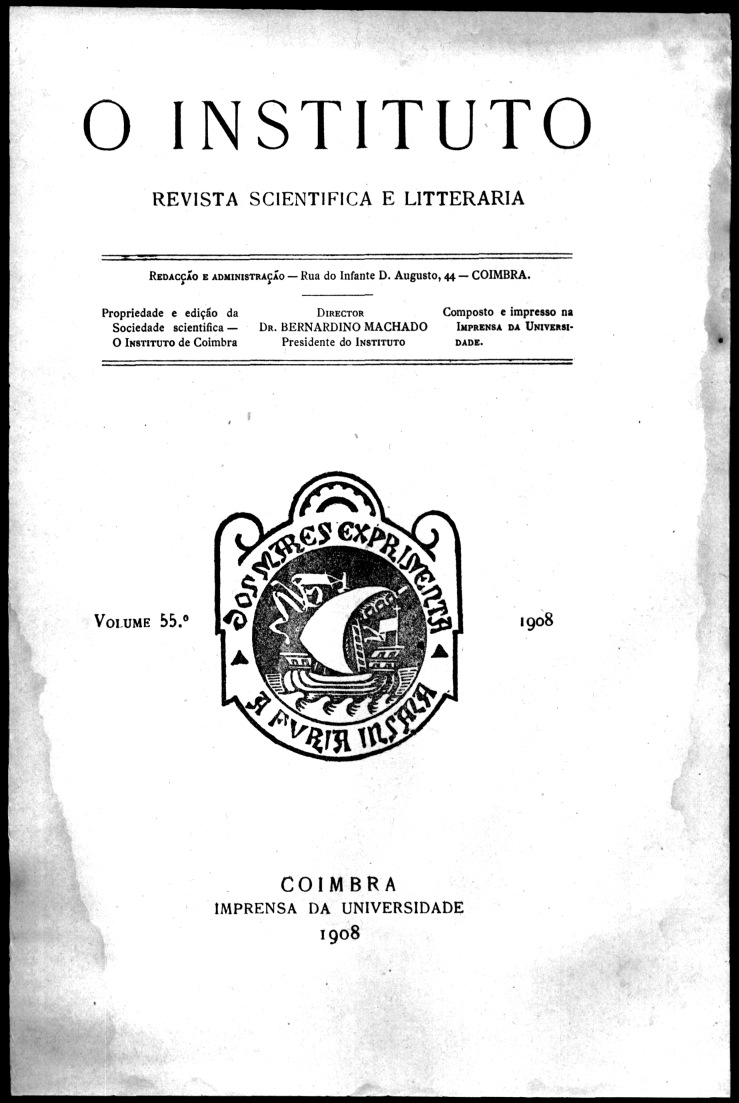 O INSTITUTO
REVISTA SCIENTIFICA E LITTERARIA
REDACÇÃO E ADMINISTRAÇÃO — Rua do Infante D. Augusto, 44 — COIMBRA.
Propriedade e edição da
Sociedade scientifica —
O INSTITUTO de Coimbra
DIRECTOR
DR. BERNARDINO MACHADO
Presidente do INSTITUTO
Composto e impresso na
IMPRENSA DA UNIVERSI-
DADE.
DOS MARES EXPRIMENTA
A FVRIA INSANA
VOLUME 55.º
1908
COIMBRA
IMPRENSA DA UNIVERSIDADE
1908